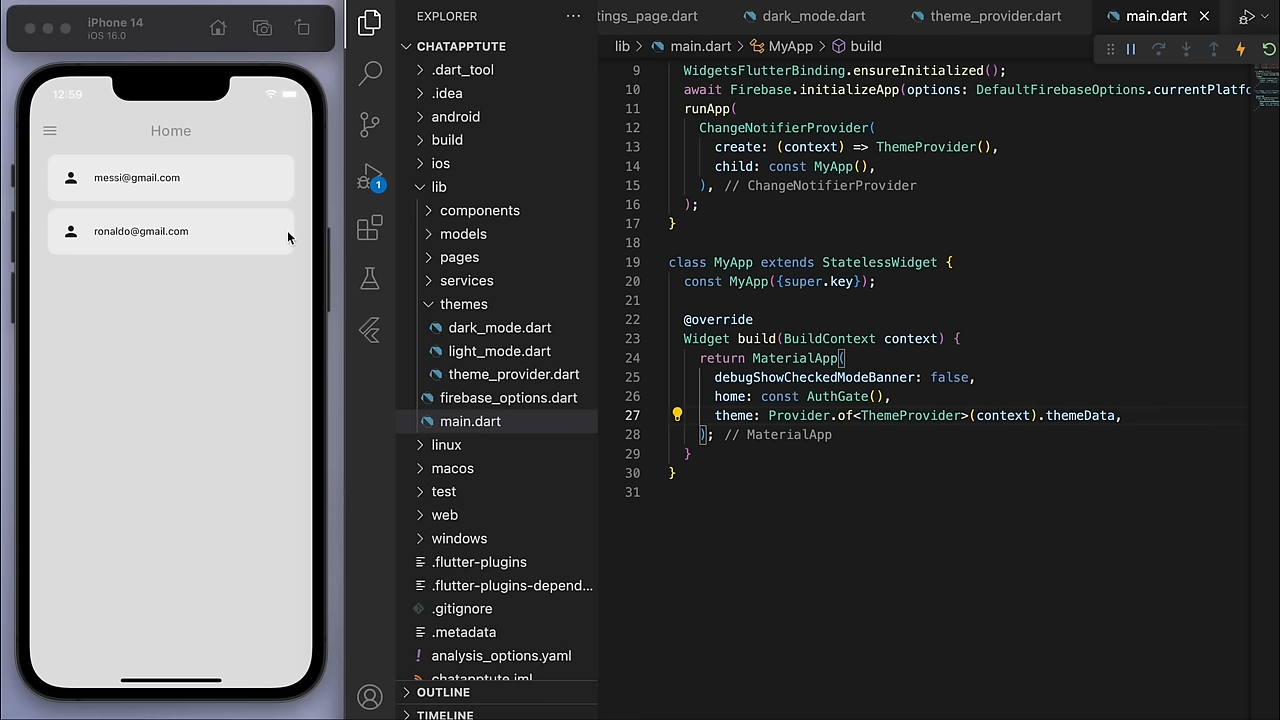 iPhone 14
iOS 16.0
12:59
Home
messi@gmail.com
ronaldo@gmail.com
1
EXPLORER
CHATAPPTUTE
.dart_tool
.idea
android
build
ios
lib
components
models
pages
services
themes
dark_mode.dart
light_mode.dart
theme_provider.dart
firebase_options.dart
main.dart
linux
macos
test
web
windows
.flutter-plugins
.flutter-plugins-depend...
.gitignore
.metadata
analysis_options.yaml
chatapptute.iml
OUTLINE
TIMELINE
tings_page.dart
dark_mode.dart
theme_provider.dart
main.dart
lib > main.dart > MyApp > build
9 WidgetsFlutterBinding.ensureInitialized();
10 await Firebase.initializeApp(options: DefaultFirebaseOptions.currentPlatfo
11 runApp(
12 ChangeNotifierProvider(
13 create: (context) => ThemeProvider(),
14 child: const MyApp(),
15 ), // ChangeNotifierProvider
16 );
17 }
18
19 class MyApp extends StatelessWidget {
20 const MyApp({super.key});
21
22 @override
23 Widget build(BuildContext context) {
24 return MaterialApp(
25 debugShowCheckedModeBanner: false,
26 home: const AuthGate(),
27 theme: Provider.of<ThemeProvider>(context).themeData,
28 ); // MaterialApp
29 }
30 }
31